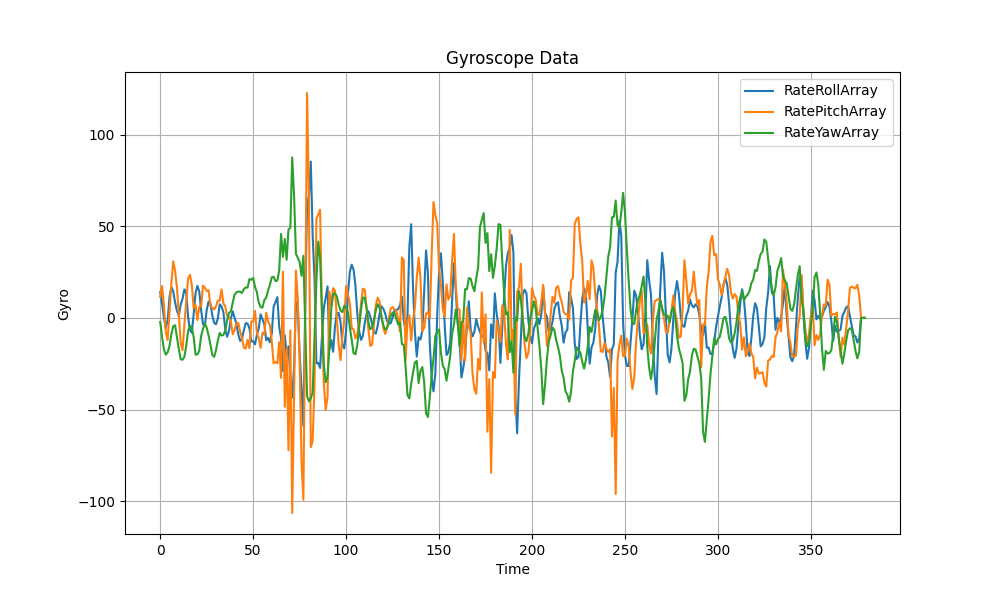 Gyroscope Data
RateRollArray
RatePitchArray
RateYawArray
Gyro
100
50
0
−50
−100
0 50 100 150 200 250 300 350
Time